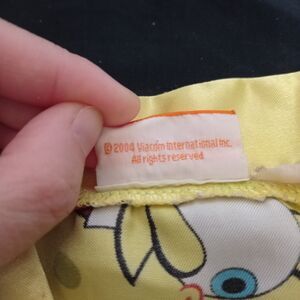 © 2004 Viacom International Inc.
All rights reserved.